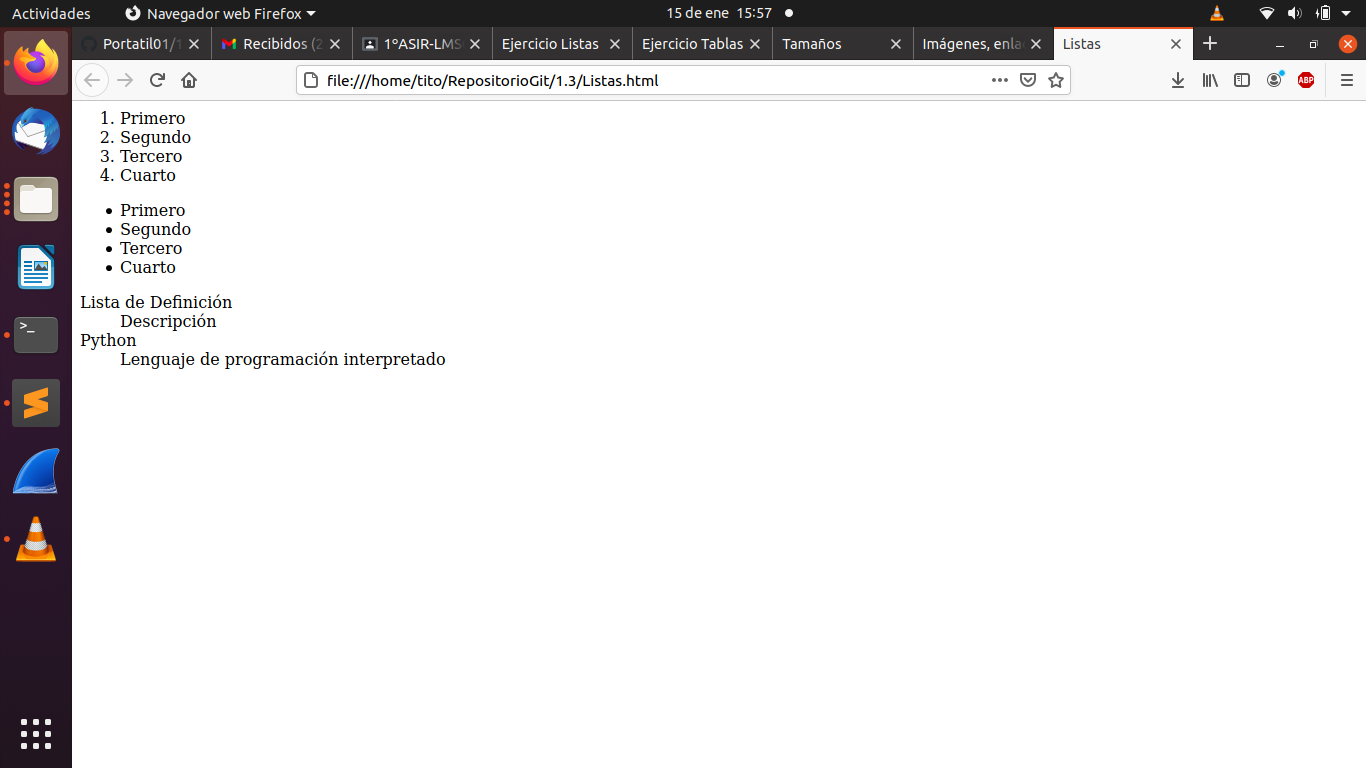 Actividades Navegador web Firefox 15 de ene 15:57
Portatil01/1 Recibidos (2 1ºASIR-LMS Ejercicio Listas Ejercicio Tablas Tamaños Imágenes, enla Listas
file:///home/tito/RepositorioGit/1.3/Listas.html ABP
1. Primero
2. Segundo
3. Tercero
4. Cuarto
• Primero
• Segundo
• Tercero
• Cuarto
Lista de Definición
Descripción
Python
Lenguaje de programación interpretado
>_